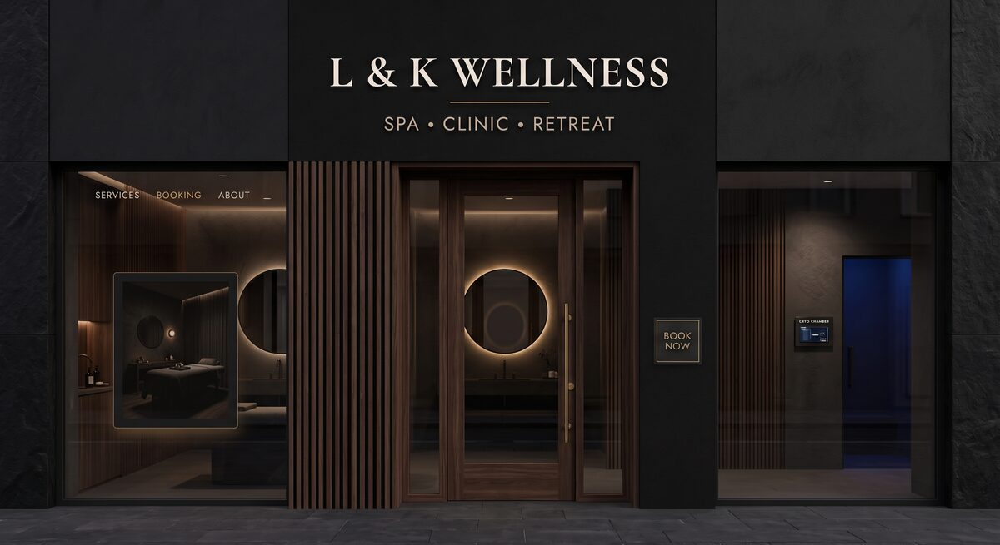 L & K WELLNESS
SPA • CLINIC • RETREAT
SERVICES BOOKING ABOUT
BOOK
NOW
CRYO CHAMBER